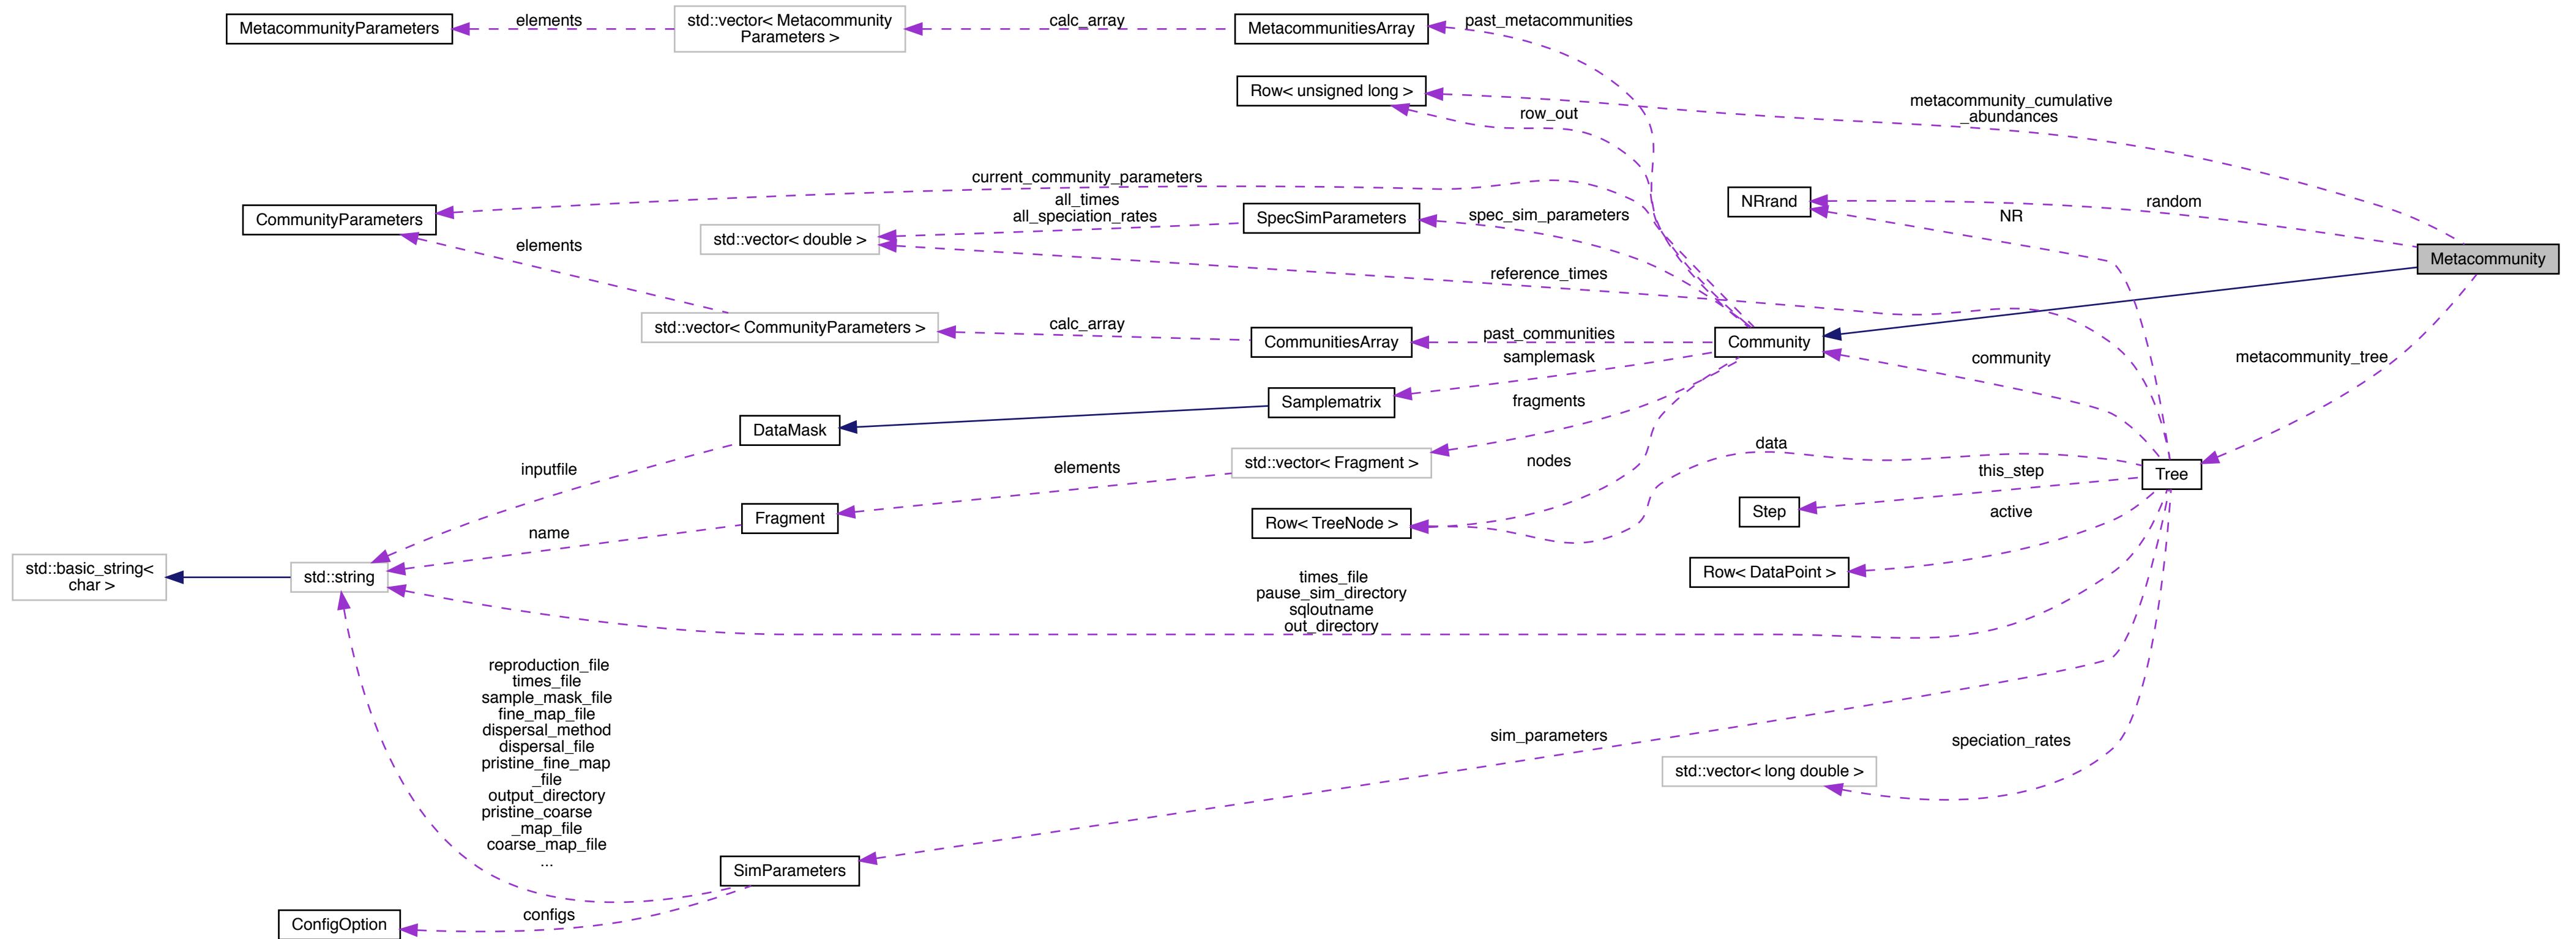 MetacommunityParameters
elements
std::vector< Metacommunity
Parameters >
calc_array
MetacommunitiesArray
past_metacommunities
Row< unsigned long >
row_out
metacommunity_cumulative
_abundances
current_community_parameters
CommunityParameters
elements
all_times
all_speciation_rates
std::vector< double >
SpecSimParameters
spec_sim_parameters
NRrand
NR
random
Metacommunity
reference_times
std::vector< CommunityParameters >
calc_array
CommunitiesArray
past_communities
Community
community
metacommunity_tree
samplemask
Samplematrix
DataMask
inputfile
fragments
std::vector< Fragment >
elements
Fragment
name
nodes
data
Row< TreeNode >
Tree
this_step
Step
active
Row< DataPoint >
std::basic_string<
char >
std::string
times_file
pause_sim_directory
sqloutname
out_directory
reproduction_file
times_file
sample_mask_file
fine_map_file
dispersal_method
dispersal_file
pristine_fine_map
_file
output_directory
pristine_coarse
_map_file
coarse_map_file
...
sim_parameters
speciation_rates
std::vector< long double >
SimParameters
configs
ConfigOption